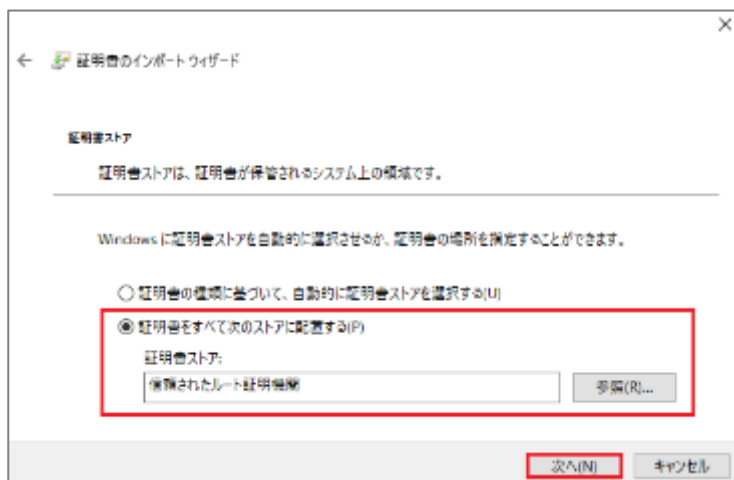 証明書のインポート ウィザード
証明書ストア
証明書ストアは、証明書が保管されるシステム上の領域です。
Windows に証明書ストアを自動的に選択させるか、証明書の場所を指定することができます。
証明書の種類に基づいて、自動的に証明書ストアを選択する(U)
証明書をすべて次のストアに配置する(P)
証明書ストア:
信頼されたルート証明機関
参照(R)...
次へ(N)
キャンセル